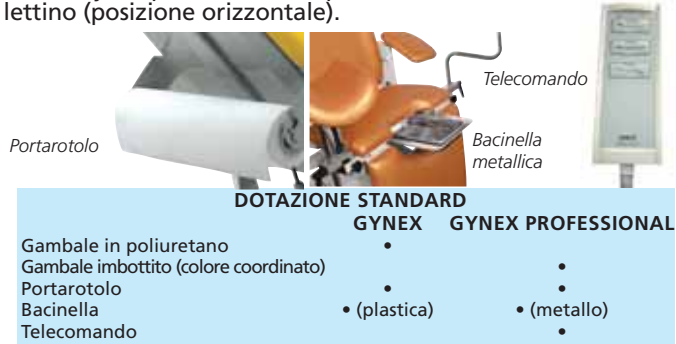 lettino (posizione orizzontale).
Telecomando
Portarotolo
Bacinella
metallica
DOTAZIONE STANDARD
GYNEX GYNEX PROFESSIONAL
Gambale in poliuretano •
Gambale imbottito (colore coordinato) •
Portarotolo • •
Bacinella • (plastica) • (metallo)
Telecomando •